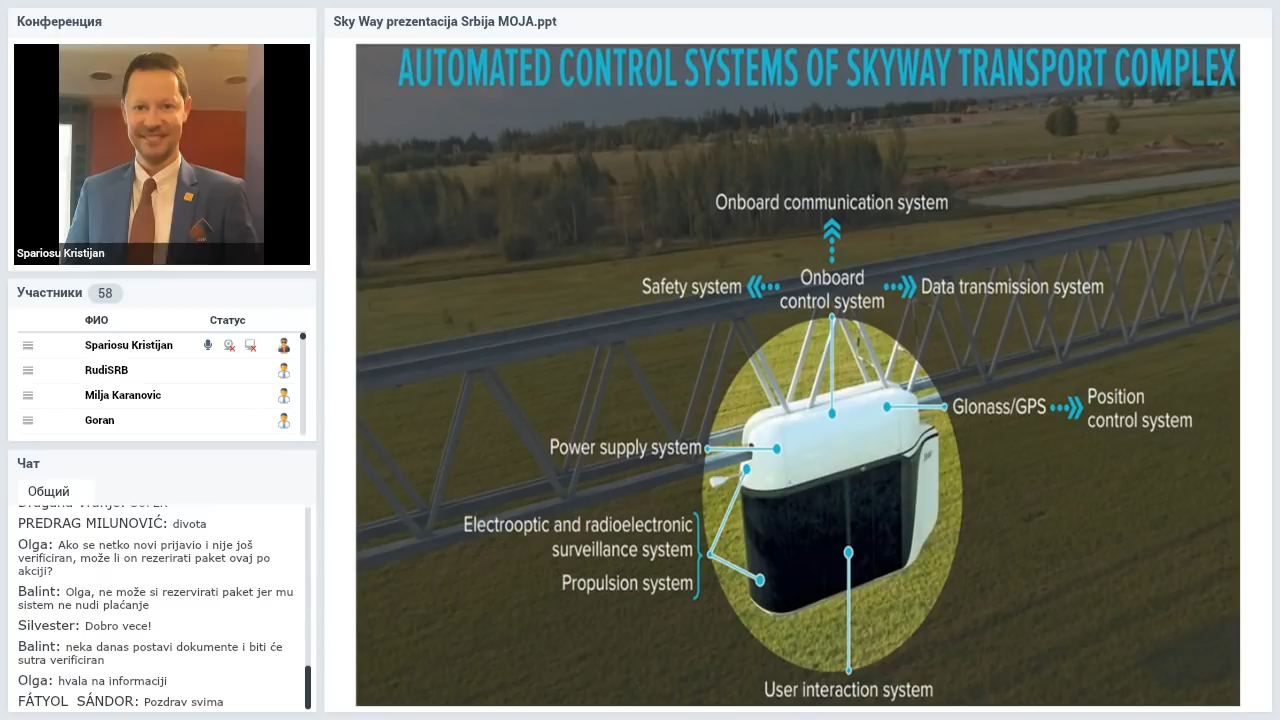 Конференция
Spariosu Kristijan
Участники 58
ФИО Статус
Spariosu Kristijan
RudiSRB
Milja Karanovic
Goran
Чат
Общий
PREDRAG MILUNOVIĆ: divota
Olga: Ako se netko novi prijavio i nije još
verificiran, može li on rezerirati paket ovaj po
akciji?
Balint: Olga, ne može si rezervirati paket jer mu
sistem ne nudi plaćanje
Silvester: Dobro vece!
Balint: neka danas postavi dokumente i biti će
sutra verificiran
Olga: hvala na informaciji
FÁTYOL SÁNDOR: Pozdrav svima
Sky Way prezentacija Srbija MOJA.ppt
AUTOMATED CONTROL SYSTEMS OF SKYWAY TRANSPORT COMPLEX
Onboard communication system
Safety system
Onboard
control system
Data transmission system
Glonass/GPS
Position
control system
Power supply system
Electrooptic and radioelectronic
surveillance system
Propulsion system
User interaction system